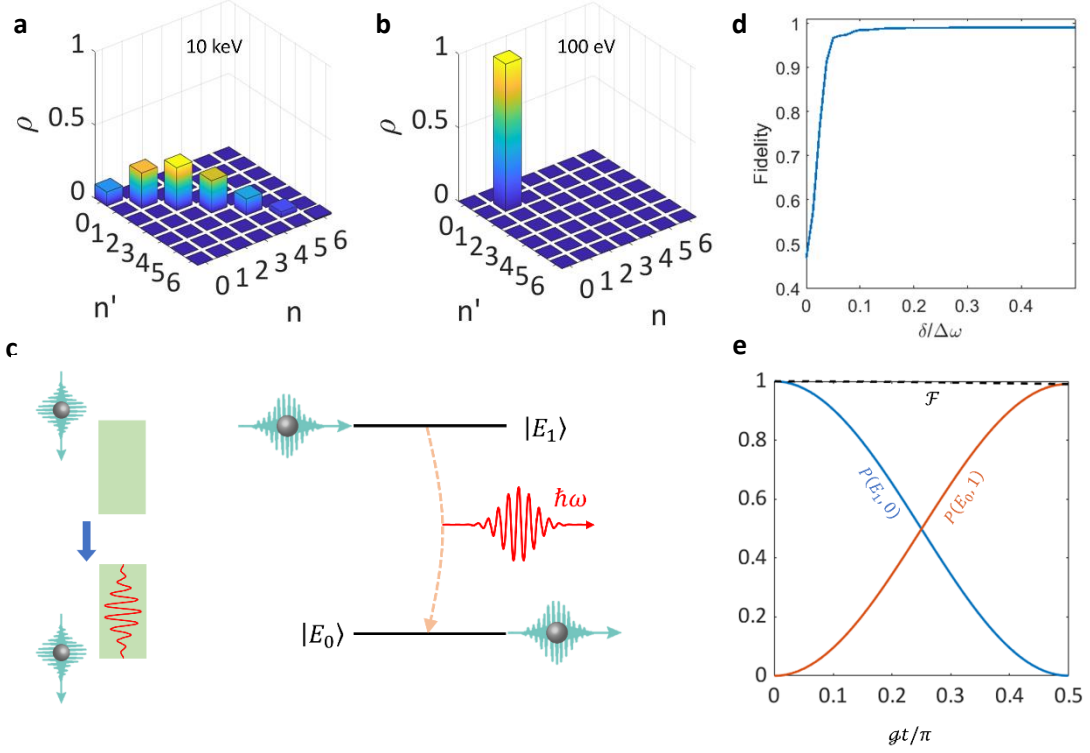 a
10 keV
1
0.5
0
ρ
0
1
2
3
4
5
6
n'
0
1
2
3
4
5
6
n
b
100 eV
1
0.5
0
ρ
0
1
2
3
4
5
6
n'
0
1
2
3
4
5
6
n
c
|E₁⟩
ħω
|E₀⟩
d
1
0.9
0.8
0.7
0.6
0.5
0.4
Fidelity
0
0.1
0.2
0.3
0.4
δ/Δω
e
1
0.8
0.6
0.4
0.2
0
ℱ
P(E₁,0)
P(E₀,1)
0
0.1
0.2
0.3
0.4
0.5
ℊt/π